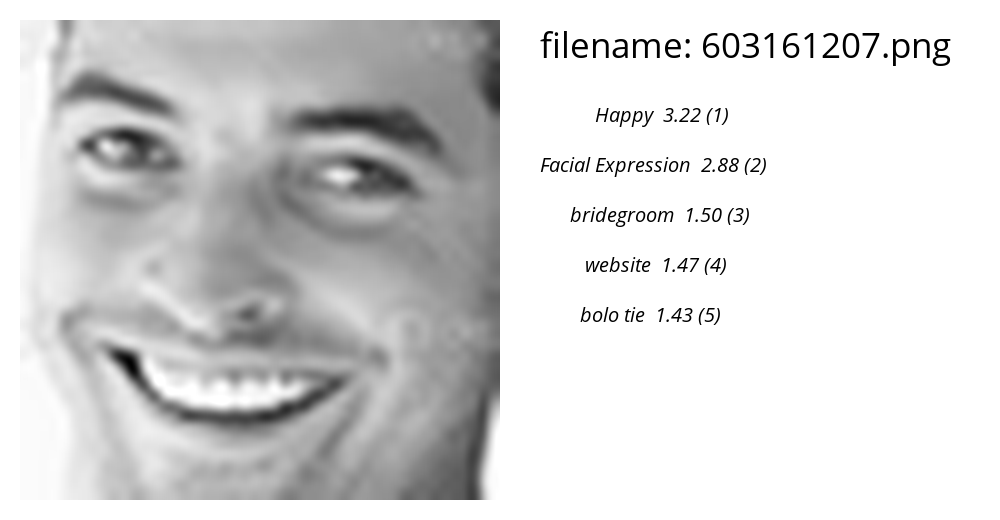 filename: 603161207.png
Happy 3.22 (1)
Facial Expression 2.88 (2)
bridegroom 1.50 (3)
website 1.47 (4)
bolo tie 1.43 (5)